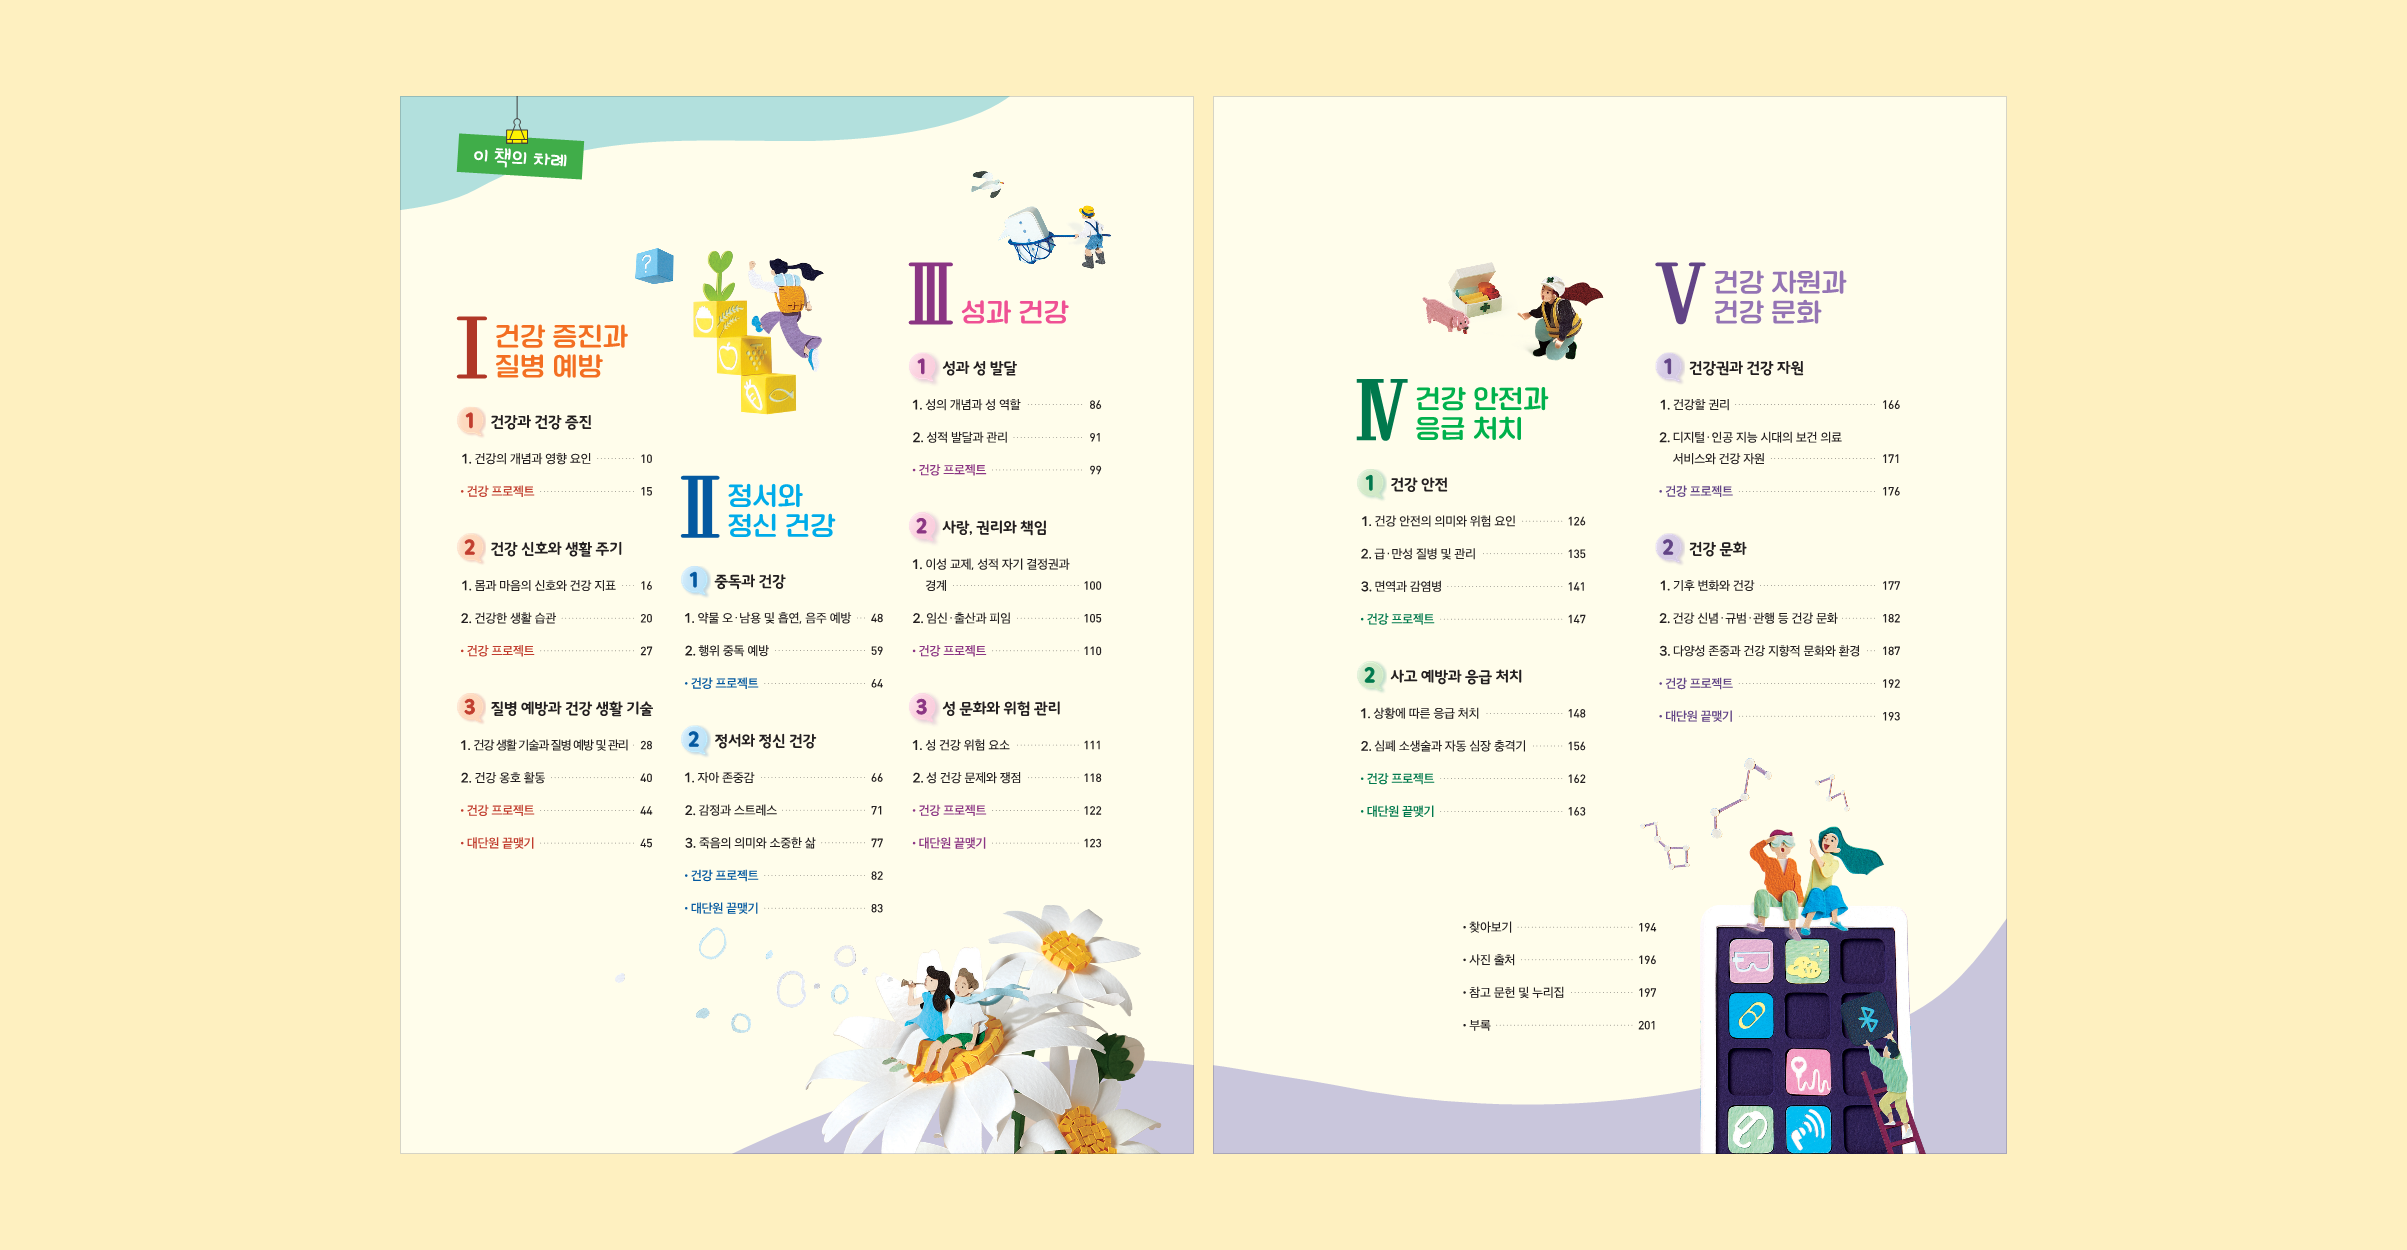 이 책의 차례
I 건강 증진과
질병 예방
1 건강과 건강 증진
1. 건강의 개념과 영향 요인 10
• 건강 프로젝트 15
2 건강 신호와 생활 주기
1. 몸과 마음의 신호와 건강 지표 16
2. 건강한 생활 습관 20
• 건강 프로젝트 27
3 질병 예방과 건강 생활 기술
1. 건강 생활 기술과 질병 예방 및 관리 28
2. 건강 옹호 활동 40
• 건강 프로젝트 44
• 대단원 끝맺기 45
?
II 정서와
정신 건강
1 중독과 건강
1. 약물 오·남용 및 흡연, 음주 예방 48
2. 행위 중독 예방 59
• 건강 프로젝트 64
2 정서와 정신 건강
1. 자아 존중감 66
2. 감정과 스트레스 71
3. 죽음의 의미와 소중한 삶 77
• 건강 프로젝트 82
• 대단원 끝맺기 83
III 성과 건강
1 성과 성 발달
1. 성의 개념과 성 역할 86
2. 성적 발달과 관리 91
• 건강 프로젝트 99
2 사랑, 권리와 책임
1. 이성 교제, 성적 자기 결정권과
경계 100
2. 임신·출산과 피임 105
• 건강 프로젝트 110
3 성 문화와 위험 관리
1. 성 건강 위험 요소 111
2. 성 건강 문제와 쟁점 118
• 건강 프로젝트 122
• 대단원 끝맺기 123
IV 건강 안전과
응급 처치
1 건강 안전
1. 건강 안전의 의미와 위험 요인 126
2. 급·만성 질병 및 관리 135
3. 면역과 감염병 141
• 건강 프로젝트 147
2 사고 예방과 응급 처치
1. 상황에 따른 응급 처치 148
2. 심폐 소생술과 자동 심장 충격기 156
• 건강 프로젝트 162
• 대단원 끝맺기 163
V 건강 자원과
건강 문화
1 건강권과 건강 자원
1. 건강할 권리 166
2. 디지털·인공 지능 시대의 보건 의료
서비스와 건강 자원 171
• 건강 프로젝트 176
2 건강 문화
1. 기후 변화와 건강 177
2. 건강 신념·규범·관행 등 건강 문화 182
3. 다양성 존중과 건강 지향적 문화와 환경 187
• 건강 프로젝트 192
• 대단원 끝맺기 193
• 찾아보기 194
• 사진 출처 196
• 참고 문헌 및 누리집 197
• 부록 201